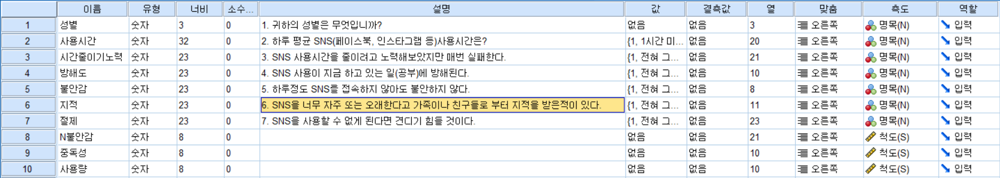 이름 유형 너비 소수... 설명 값 결측값 열 맞춤 측도 역할
1 성별 숫자 3 0 1. 귀하의 성별은 무엇입니까? 없음 없음 3 오른쪽 명목(N) 입력
2 사용시간 숫자 32 0 2. 하루 평균 SNS(페이스북, 인스타그램 등)사용시간은? {1, 1시간 미... 없음 20 오른쪽 명목(N) 입력
3 시간줄이기노력 숫자 23 0 3. SNS 사용시간을 줄이려고 노력해보았지만 매번 실패한다. {1, 전혀 그... 없음 21 오른쪽 명목(N) 입력
4 방해도 숫자 23 0 4. SNS 사용이 지금 하고 있는 일(공부)에 방해된다. {1, 전혀 그... 없음 10 오른쪽 명목(N) 입력
5 불안감 숫자 23 0 5. 하루정도 SNS을 접속하지 않아도 불안하지 않다. {1, 전혀 그... 없음 8 오른쪽 명목(N) 입력
6 지적 숫자 23 0 6. SNS을 너무 자주 또는 오래한다고 가족이나 친구들로 부터 지적을 받은적이 있다. {1, 전혀 그... 없음 11 오른쪽 명목(N) 입력
7 절제 숫자 23 0 7. SNS을 사용할 수 없게 된다면 견디기 힘들 것이다. {1, 전혀 그... 없음 23 오른쪽 명목(N) 입력
8 N불안감 숫자 8 0 없음 없음 21 오른쪽 척도(S) 입력
9 중독성 숫자 8 0 없음 없음 10 오른쪽 척도(S) 입력
10 사용량 숫자 8 0 없음 없음 10 오른쪽 척도(S) 입력